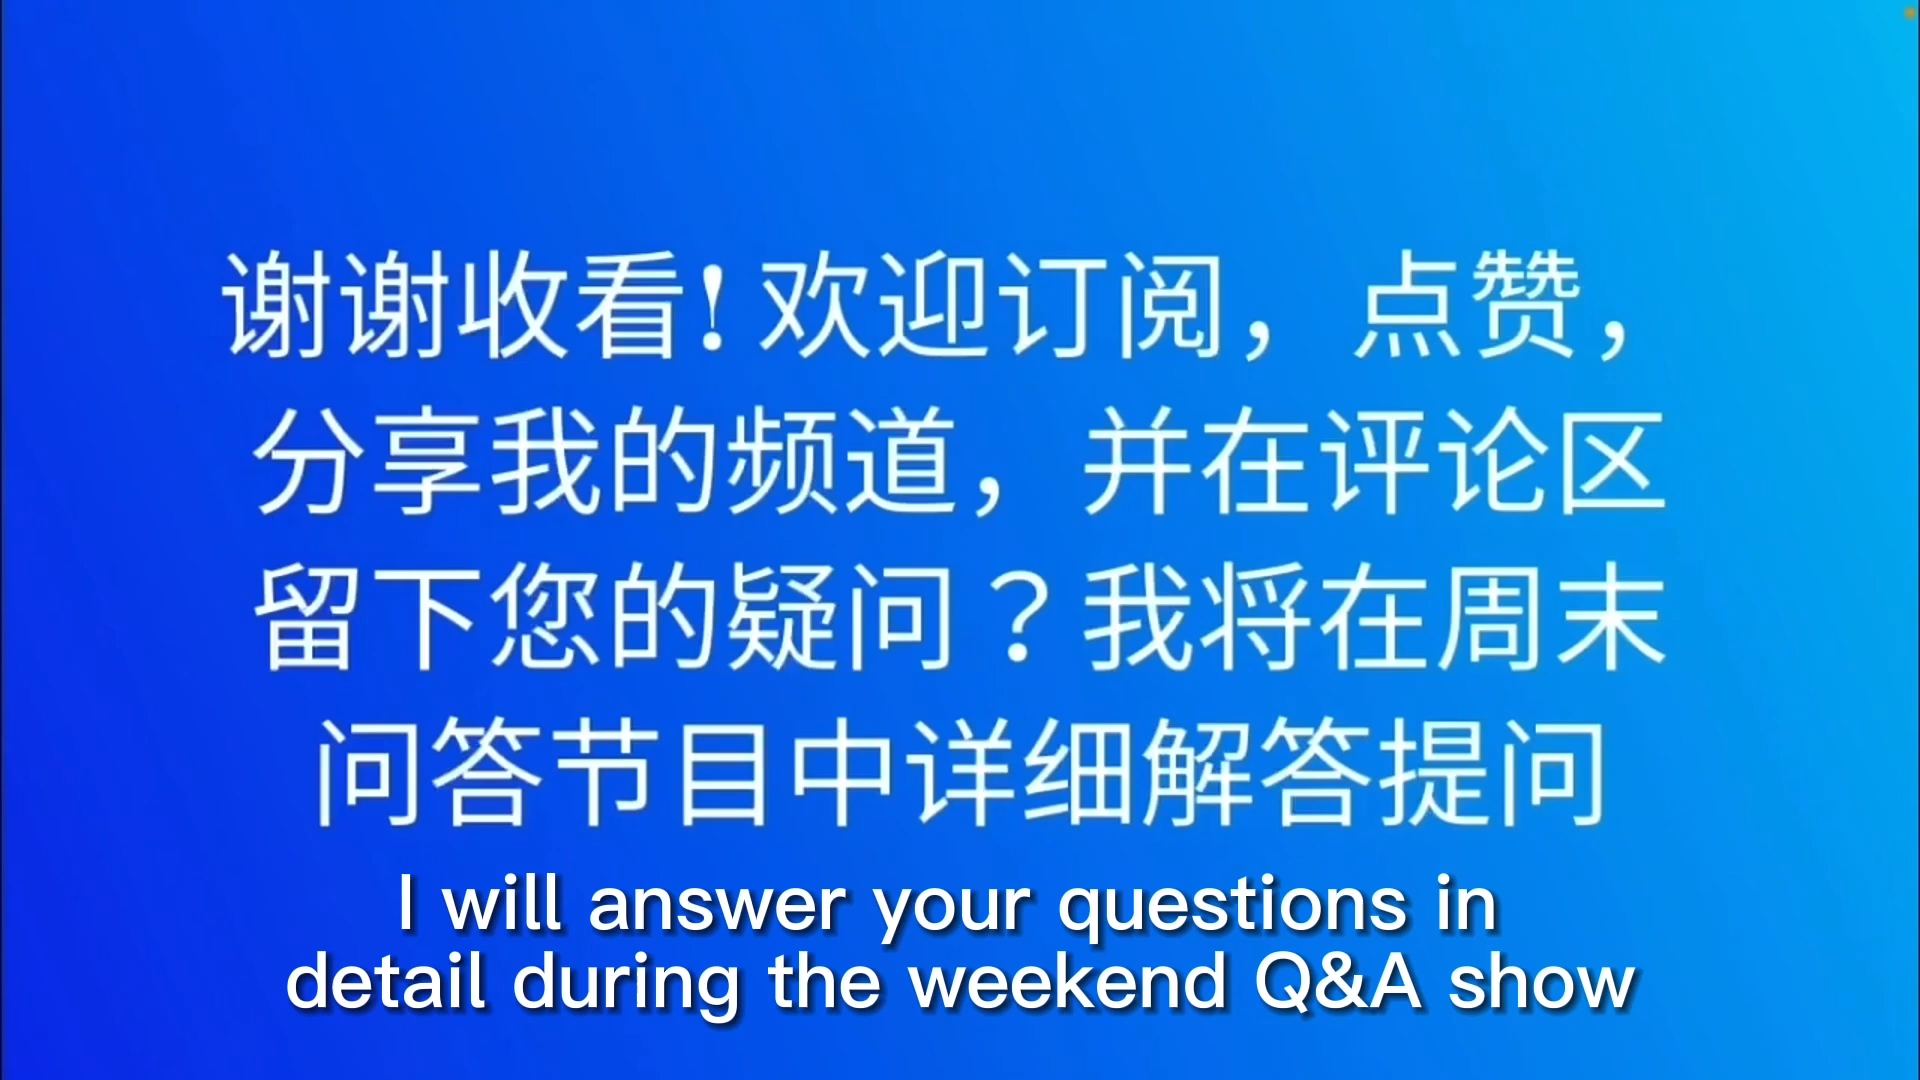 谢谢收看！欢迎订阅，点赞，
分享我的频道，并在评论区
留下您的疑问？我将在周末
问答节目中详细解答提问
I will answer your questions in
detail during the weekend Q&A show